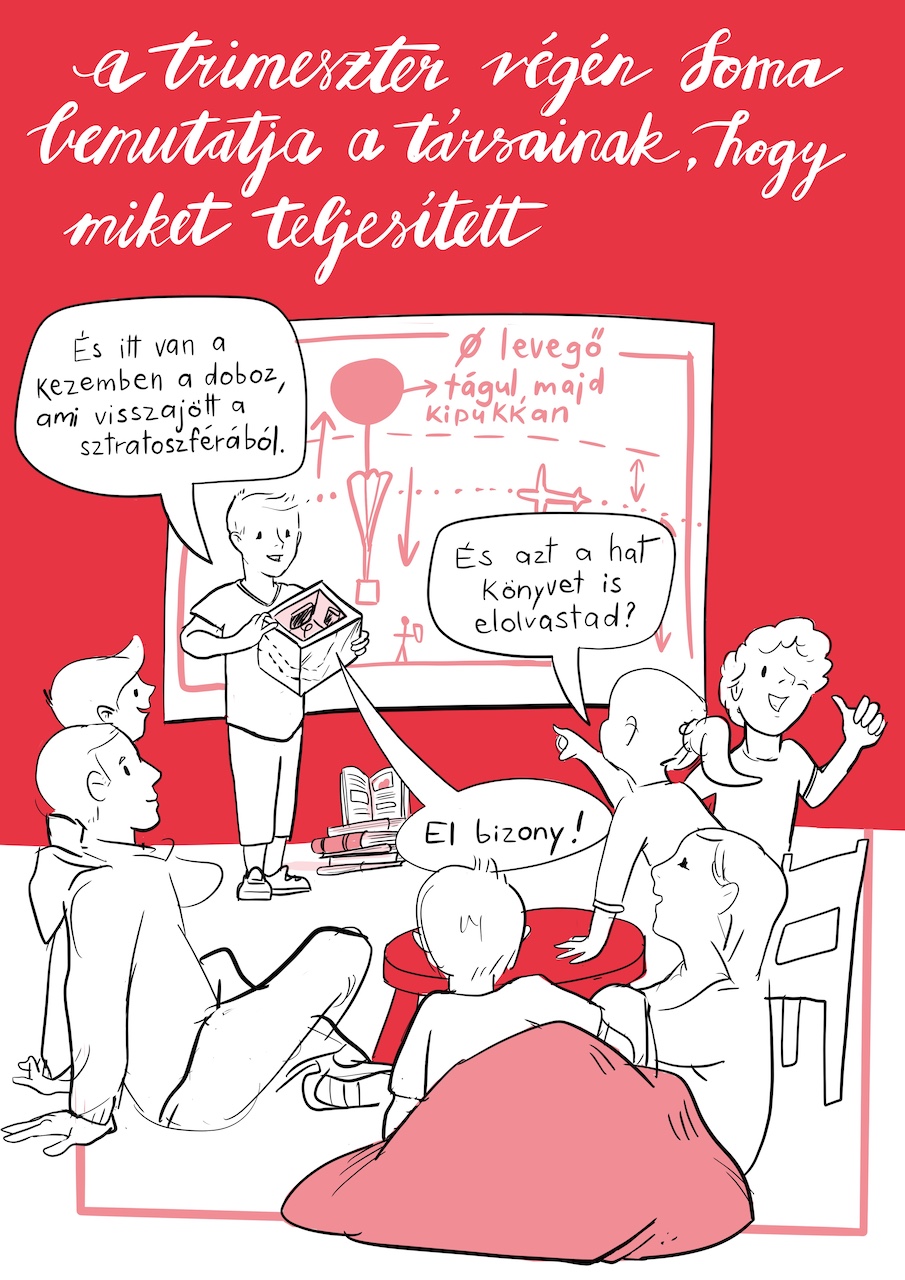 a trimeszter végén Soma
bemutatja a társainak, hogy
miket teljesített
És itt van a
kezemben a doboz,
ami visszajött a
sztratoszférából.
Ø levegő
tágul, majd
kipukkan
És azt a hat
könyvet is
elolvastad?
El bizony!